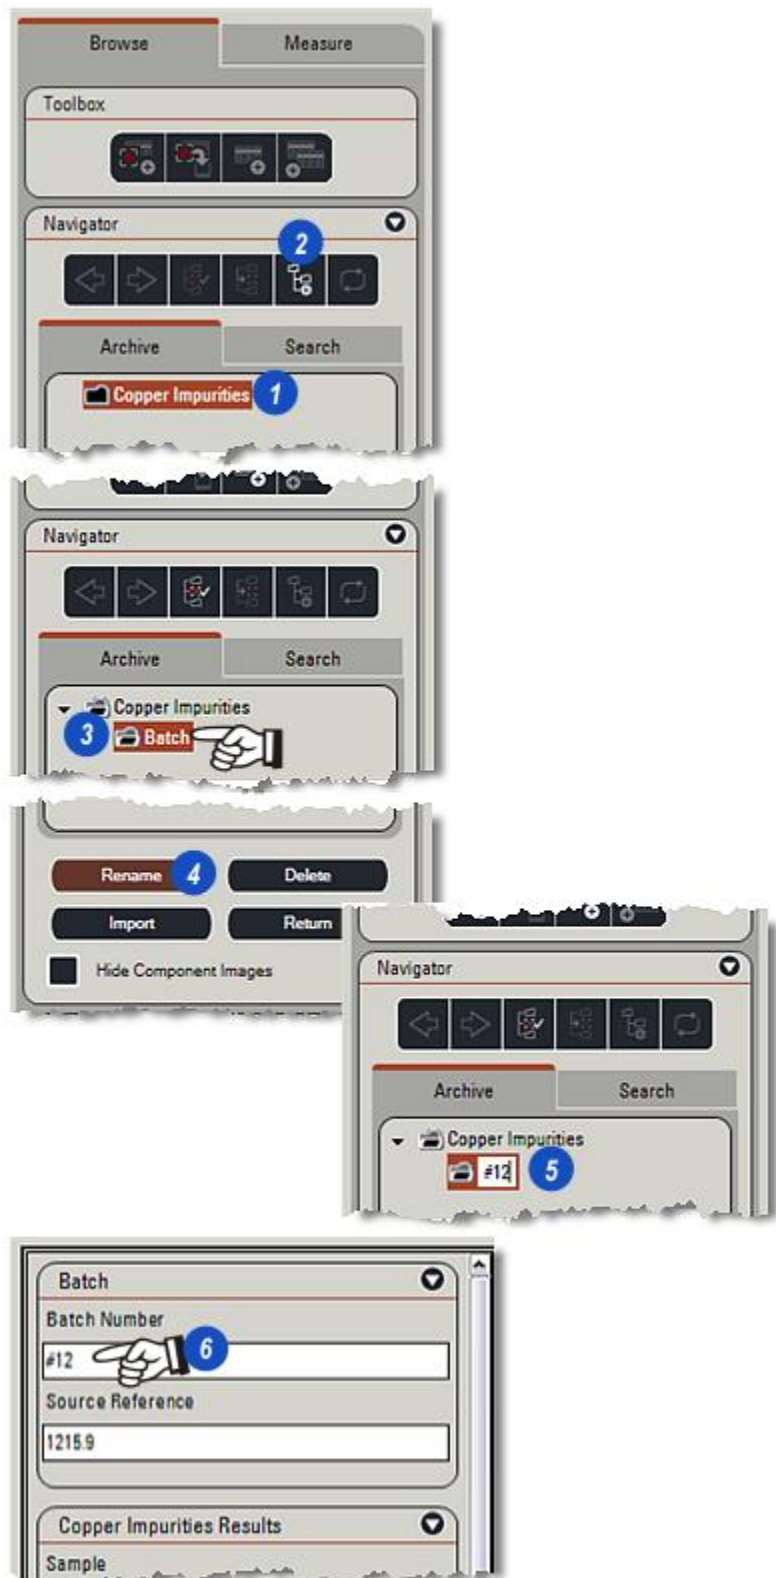 Browse Measure
Toolbox
Navigator
2
Archive Search
Copper Impurities 1
Navigator
Archive Search
Copper Impurities
3 Batch
Rename 4 Delete
Import Return
Hide Component Images
Navigator
Archive Search
Copper Impurities
#12 5
Batch
Batch Number
#12 6
Source Reference
1215.9
Copper Impurities Results
Sample